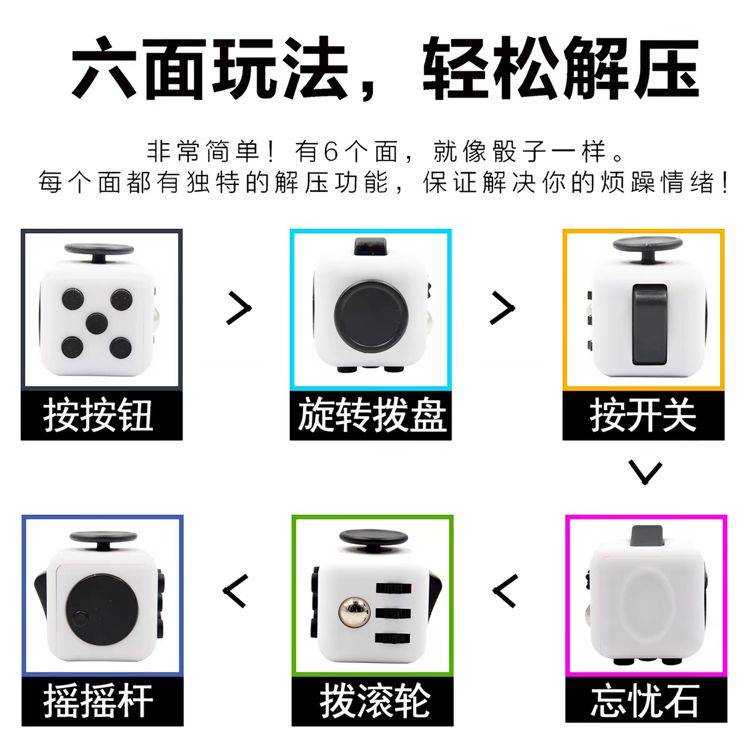 六面玩法，轻松解压
非常简单！有6个面，就像骰子一样。
每个面都有独特的解压功能，保证解决你的烦躁情绪！
按按钮
旋转拨盘
按开关
摇摇杆
拨滚轮
忘忧石